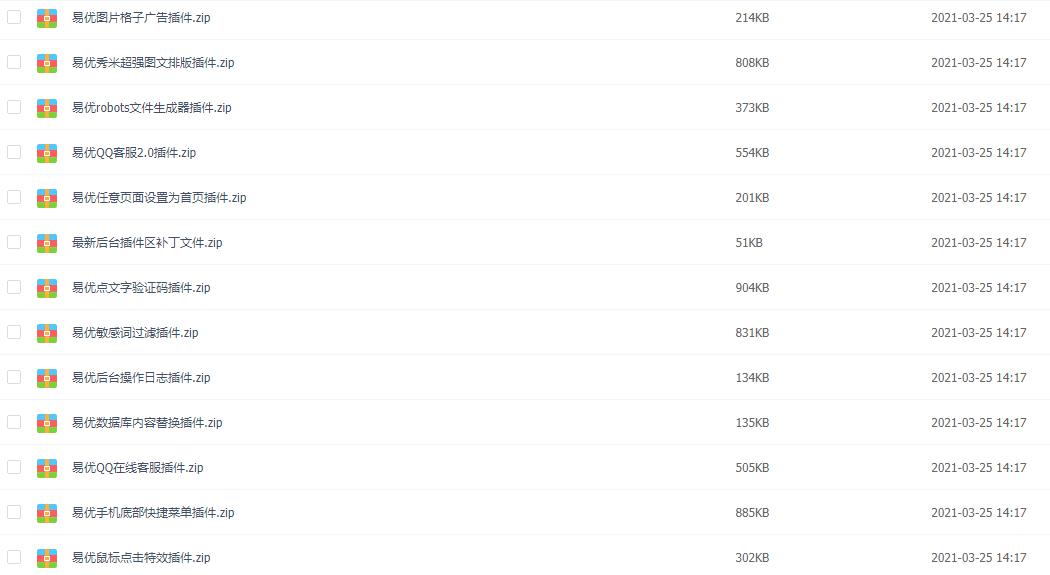 易优图片格子广告插件.zip 214KB 2021-03-25 14:17
易优秀米超强图文排版插件.zip 808KB 2021-03-25 14:17
易优robots文件生成器插件.zip 373KB 2021-03-25 14:17
易优QQ客服2.0插件.zip 554KB 2021-03-25 14:17
易优任意页面设置为首页插件.zip 201KB 2021-03-25 14:17
最新后台插件区补丁文件.zip 51KB 2021-03-25 14:17
易优点文字验证码插件.zip 904KB 2021-03-25 14:17
易优敏感词过滤插件.zip 831KB 2021-03-25 14:17
易优后台操作日志插件.zip 134KB 2021-03-25 14:17
易优数据库内容替换插件.zip 135KB 2021-03-25 14:17
易优QQ在线客服插件.zip 505KB 2021-03-25 14:17
易优手机底部快捷菜单插件.zip 885KB 2021-03-25 14:17
易优鼠标点击特效插件.zip 302KB 2021-03-25 14:17